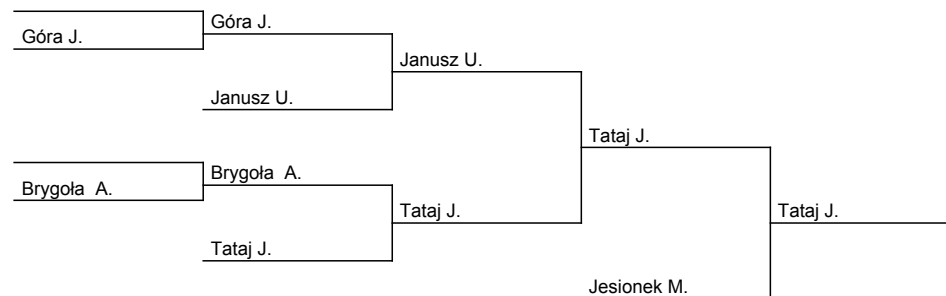 Góra J.
Góra J.
Janusz U.
Janusz U.
Tataj J.
Brygoła  A.
Brygoła  A.
Tataj J.
Tataj J.
Tataj J.
Jesionek M.